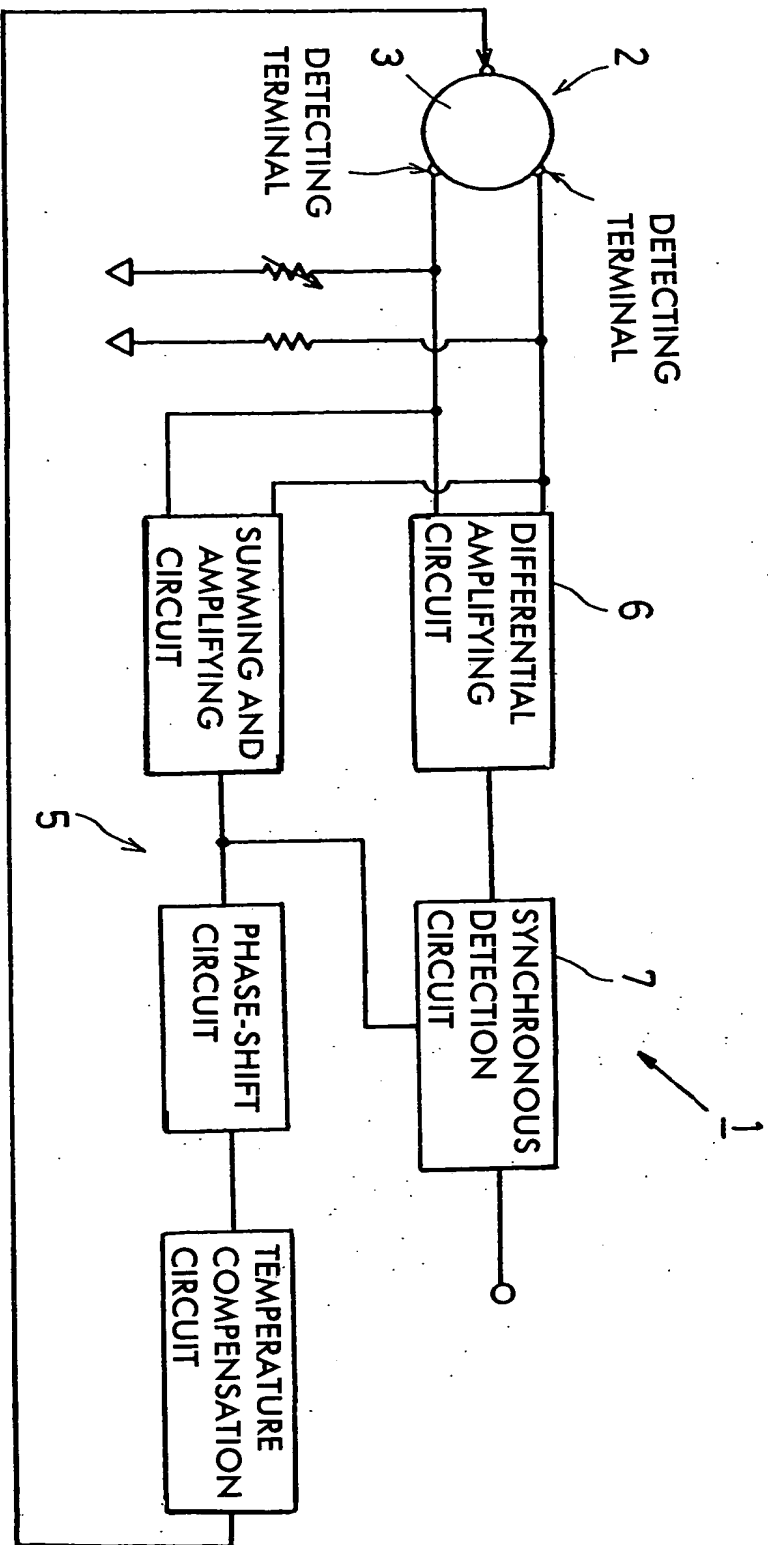 1
2
3
DETECTING
TERMINAL
DETECTING
TERMINAL
6
DIFFERENTIAL
AMPLIFYING
CIRCUIT
7
SYNCHRONOUS
DETECTION
CIRCUIT
SUMMING AND
AMPLIFYING
CIRCUIT
5
PHASE-SHIFT
CIRCUIT
TEMPERATURE
COMPENSATION
CIRCUIT